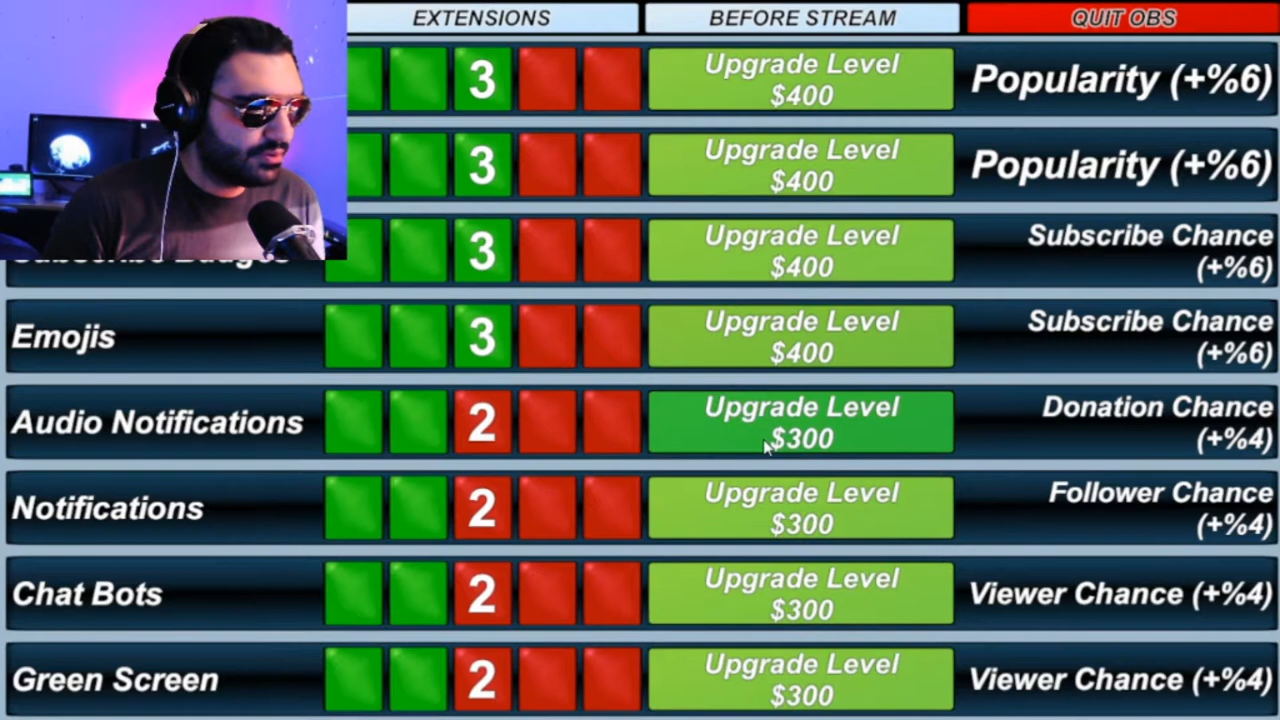 EXTENSIONS
BEFORE STREAM
QUIT OBS
3
Upgrade Level
$400
Popularity (+%6)
3
Upgrade Level
$400
Popularity (+%6)
Subscribe Badges
3
Upgrade Level
$400
Subscribe Chance
(+%6)
Emojis
3
Upgrade Level
$400
Subscribe Chance
(+%6)
Audio Notifications
2
Upgrade Level
$300
Donation Chance
(+%4)
Notifications
2
Upgrade Level
$300
Follower Chance
(+%4)
Chat Bots
2
Upgrade Level
$300
Viewer Chance (+%4)
Green Screen
2
Upgrade Level
$300
Viewer Chance (+%4)